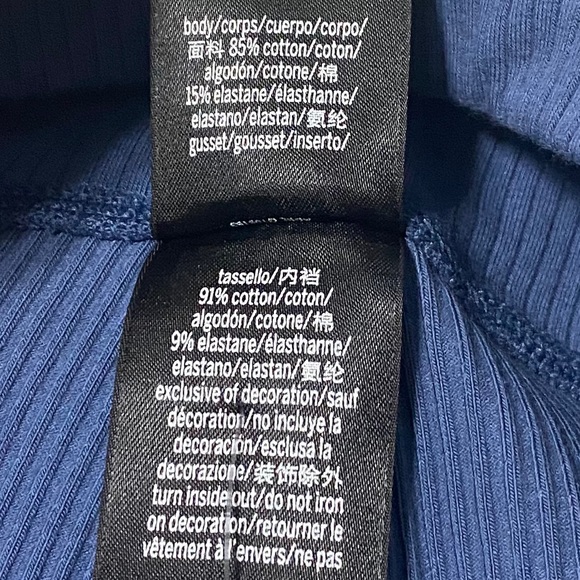 body/corps/cuerpo/corpo/
面料 85% cotton/coton/
algodón/cotone/棉
15% elastane/élasthanne/
elastano/elastan/氨纶
gusset/gousset/inserto/
tassello/内裆
91% cotton/coton/
algodón/cotone/棉
9% elastane/élasthanne/
elastano/elastan/氨纶
exclusive of decoration/sauf
décoration/no incluye la
decoración/esclusa la
decorazione/装饰除外
turn inside out/do not iron
on decoration/retourner le
vêtement à l'envers/ne pas